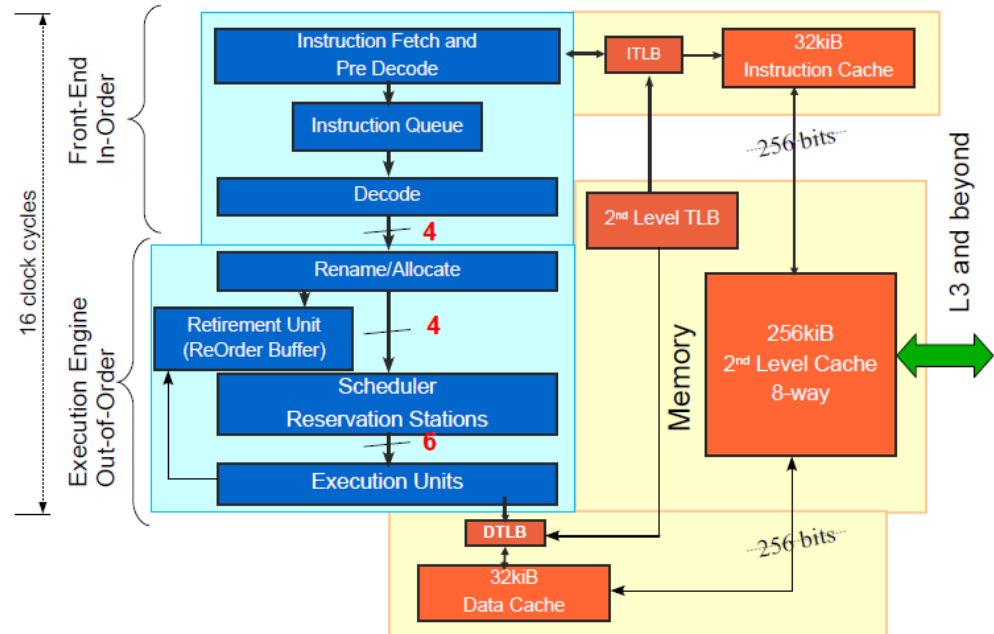 16 clock cycles
Front-End
In-Order
Execution Engine
Out-of-Order
Instruction Fetch and
Pre Decode
Instruction Queue
Decode
4
Rename/Allocate
4
Retirement Unit
(ReOrder Buffer)
Scheduler
Reservation Stations
6
Execution Units
ITLB
32kiB
Instruction Cache
256 bits
2nd Level TLB
Memory
256kiB
2nd Level Cache
8-way
L3 and beyond
DTLB
32kiB
Data Cache
256 bits